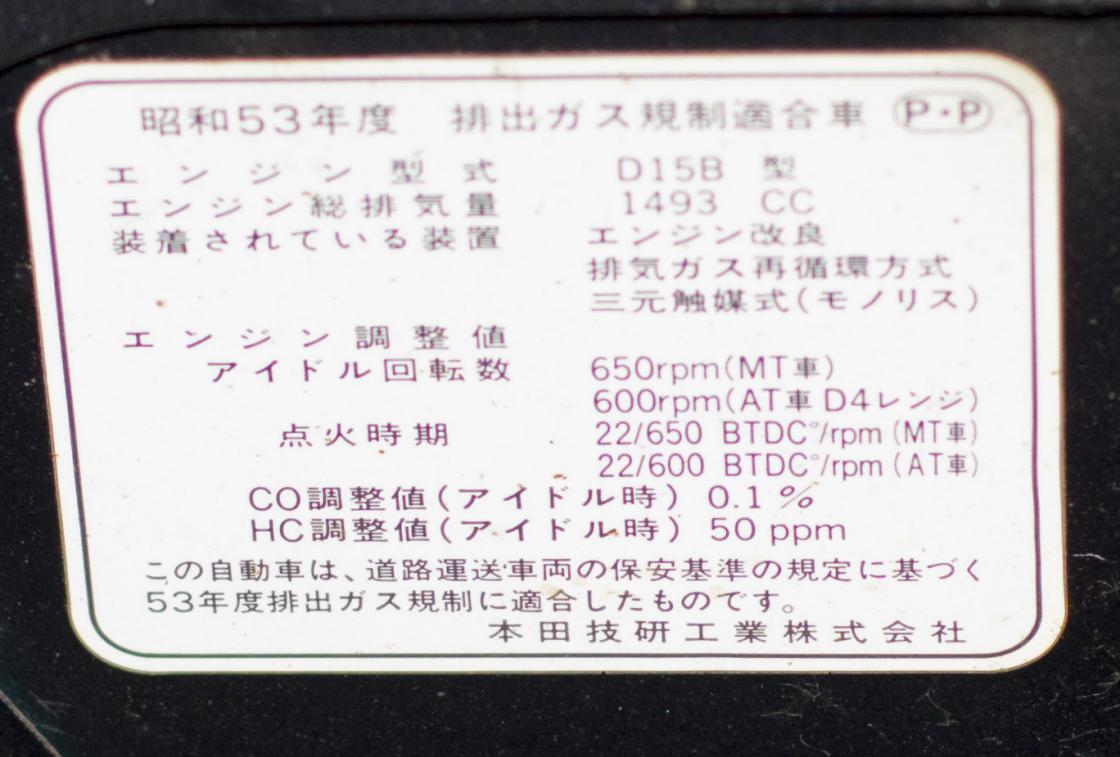 昭和53年度 排出ガス規制適合車 P・P
エンジン型式 D15B 型
エンジン総排気量 1493 CC
装着されている装置 エンジン改良
排気ガス再循環方式
三元触媒式(モノリス)
エンジン調整値
アイドル回転数 650rpm(MT車)
600rpm(AT車 D4レンジ)
点火時期 22/650 BTDC°/rpm(MT車)
22/600 BTDC°/rpm(AT車)
CO調整値(アイドル時) 0.1%
HC調整値(アイドル時) 50 ppm
この自動車は、道路運送車両の保安基準の規定に基づく
53年度排出ガス規制に適合したものです。
本田技研工業株式会社